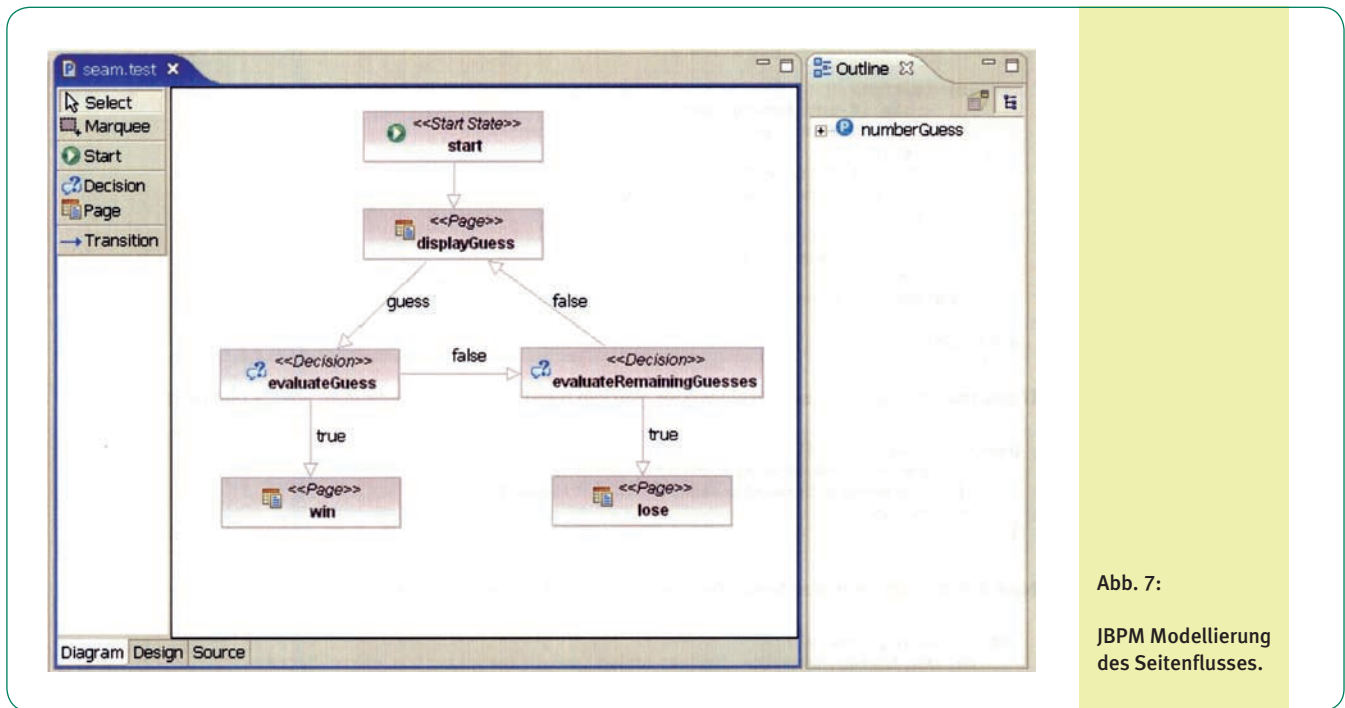 seam.test
Select
Marquee
Start
Decision
Page
Transition
<<Start State>>
start
<<Page>>
displayGuess
guess
false
<<Decision>>
evaluateGuess
false
<<Decision>>
evaluateRemainingGuesses
true
true
<<Page>>
win
<<Page>>
lose
Diagram Design Source
Outline
numberGuess
Abb. 7:
JBPM Modellierung
des Seitenflusses.